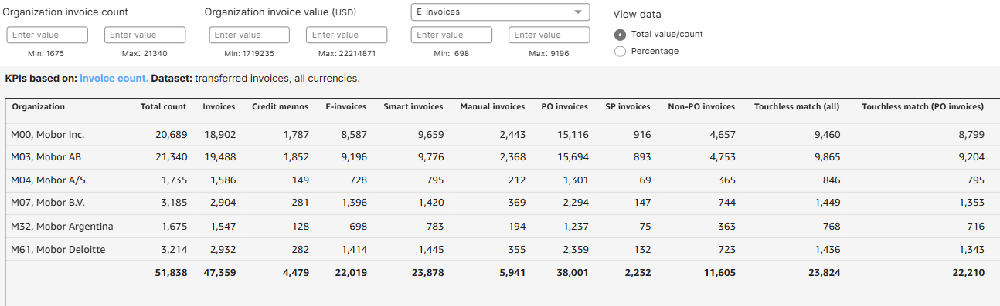 Organization invoice count Organization invoice value (USD) E-invoices View data
Enter value Enter value Enter value Enter value Enter value Enter value Total value/count
Min: 1675 Max: 21340 Min: 1719235 Max: 22214871 Min: 698 Max: 9196 Percentage
KPIs based on: invoice count. Dataset: transferred invoices, all currencies.
Organization Total count Invoices Credit memos E-invoices Smart invoices Manual invoices PO invoices SP invoices Non-PO invoices Touchless match (all) Touchless match (PO invoices)
M00, Mobor Inc. 20,689 18,902 1,787 8,587 9,659 2,443 15,116 916 4,657 9,460 8,799
M03, Mobor AB 21,340 19,488 1,852 9,196 9,776 2,368 15,694 893 4,753 9,865 9,204
M04, Mobor A/S 1,735 1,586 149 728 795 212 1,301 69 365 846 795
M07, Mobor B.V. 3,185 2,904 281 1,396 1,420 369 2,294 147 744 1,449 1,353
M32, Mobor Argentina 1,675 1,547 128 698 783 194 1,237 75 363 768 716
M61, Mobor Deloitte 3,214 2,932 282 1,414 1,445 355 2,359 132 723 1,436 1,343
51,838 47,359 4,479 22,019 23,878 5,941 38,001 2,232 11,605 23,824 22,210